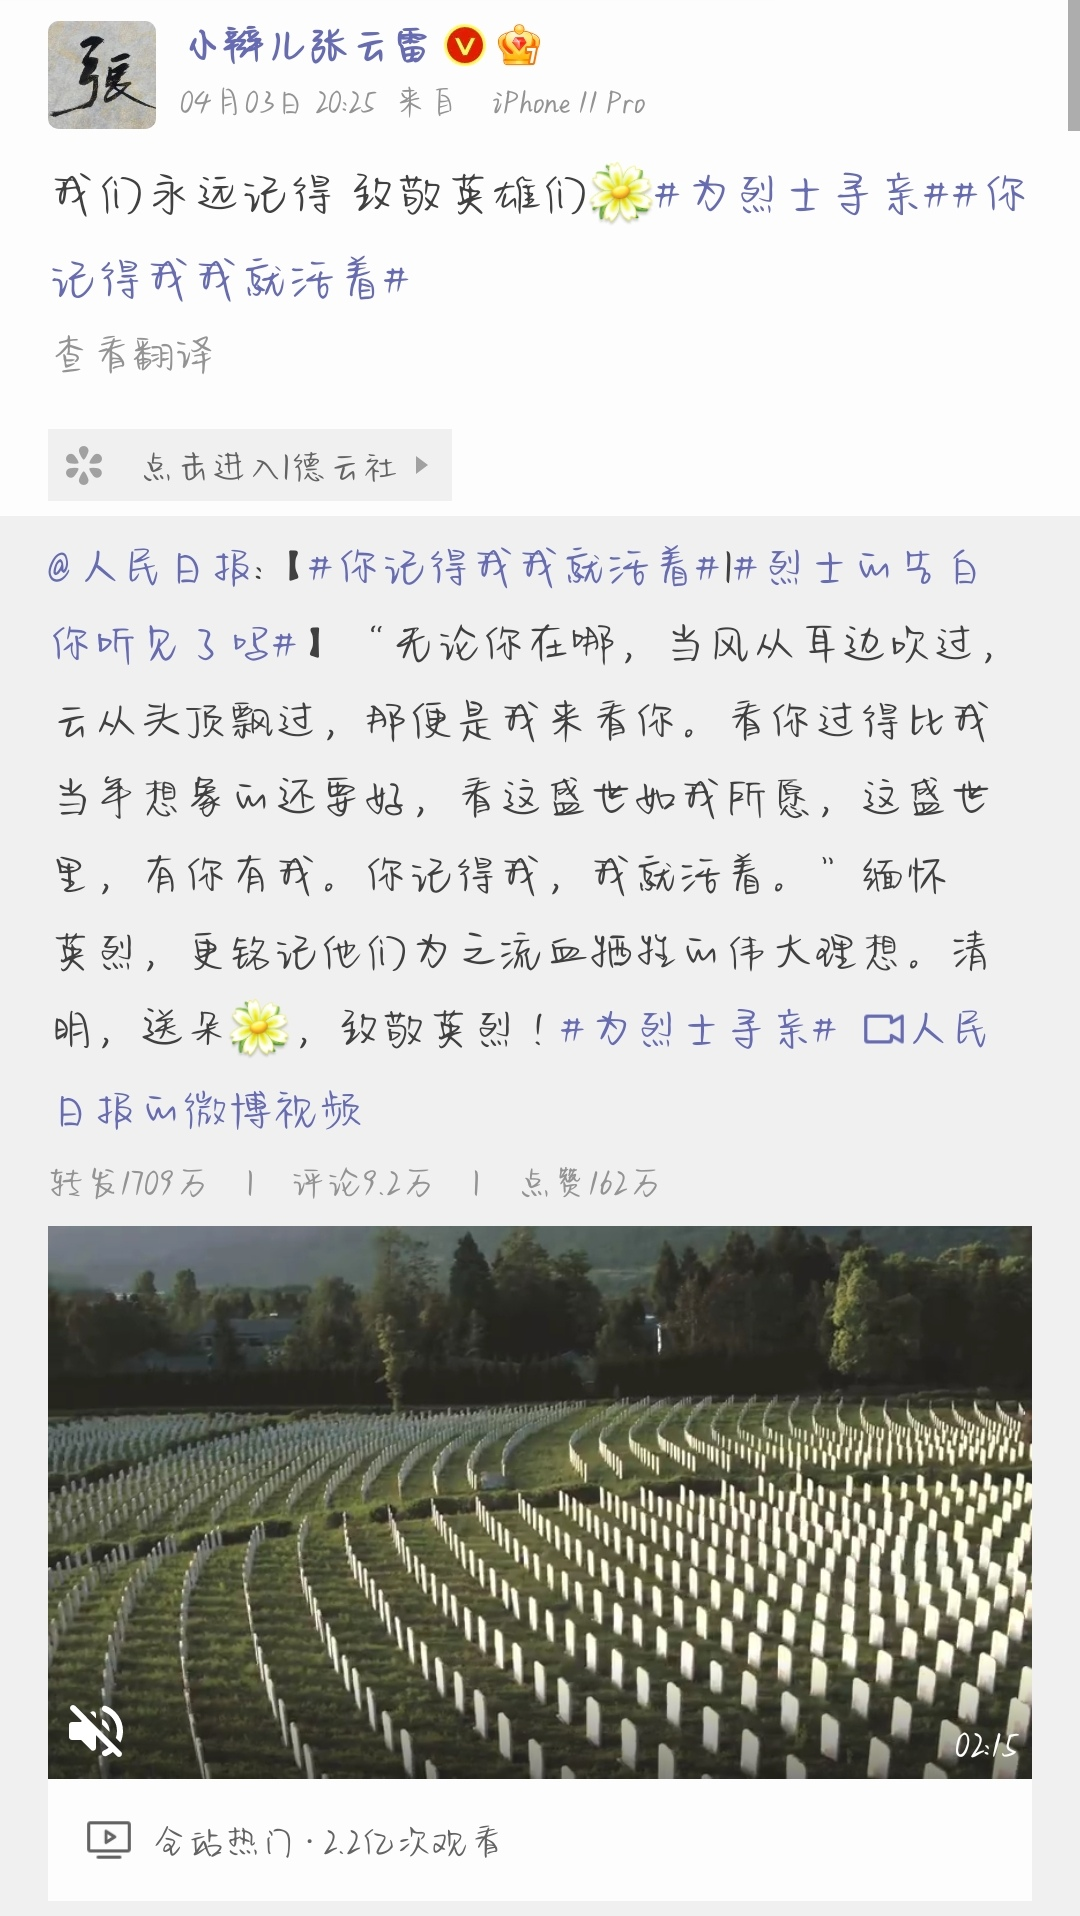 張
小辫儿张云雷
04月03日 20:25 来自 iPhone 11 Pro
我们永远记得 致敬英雄们#为烈士寻亲##你
记得我我就活着#
查看翻译
点击进入|德云社
@人民日报:【#你记得我我就活着#|#烈士的告白
你听见了吗#】“无论你在哪，当风从耳边吹过，
云从头顶飘过，那便是我来看你。看你过得比我
当年想象的还要好，看这盛世如我所愿，这盛世
里，有你有我。你记得我，我就活着。”缅怀
英烈，更铭记他们为之流血牺牲的伟大理想。清
明，送朵，致敬英烈！#为烈士寻亲# 人民
日报的微博视频
转发1709万 | 评论9.2万 | 点赞162万
02:15
全站热门·2.2亿次观看